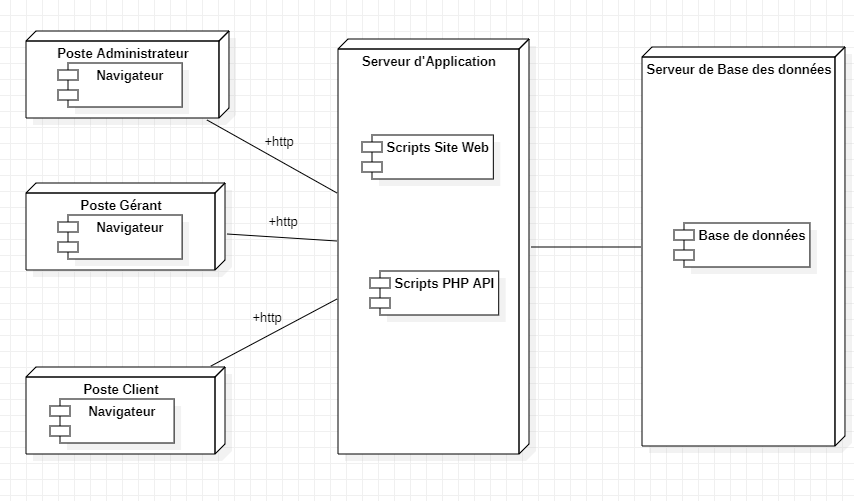 Poste Administrateur
Navigateur
+http
Poste Gérant
Navigateur
+http
Poste Client
Navigateur
+http
Serveur d'Application
Scripts Site Web
Scripts PHP API
Serveur de Base des données
Base de données